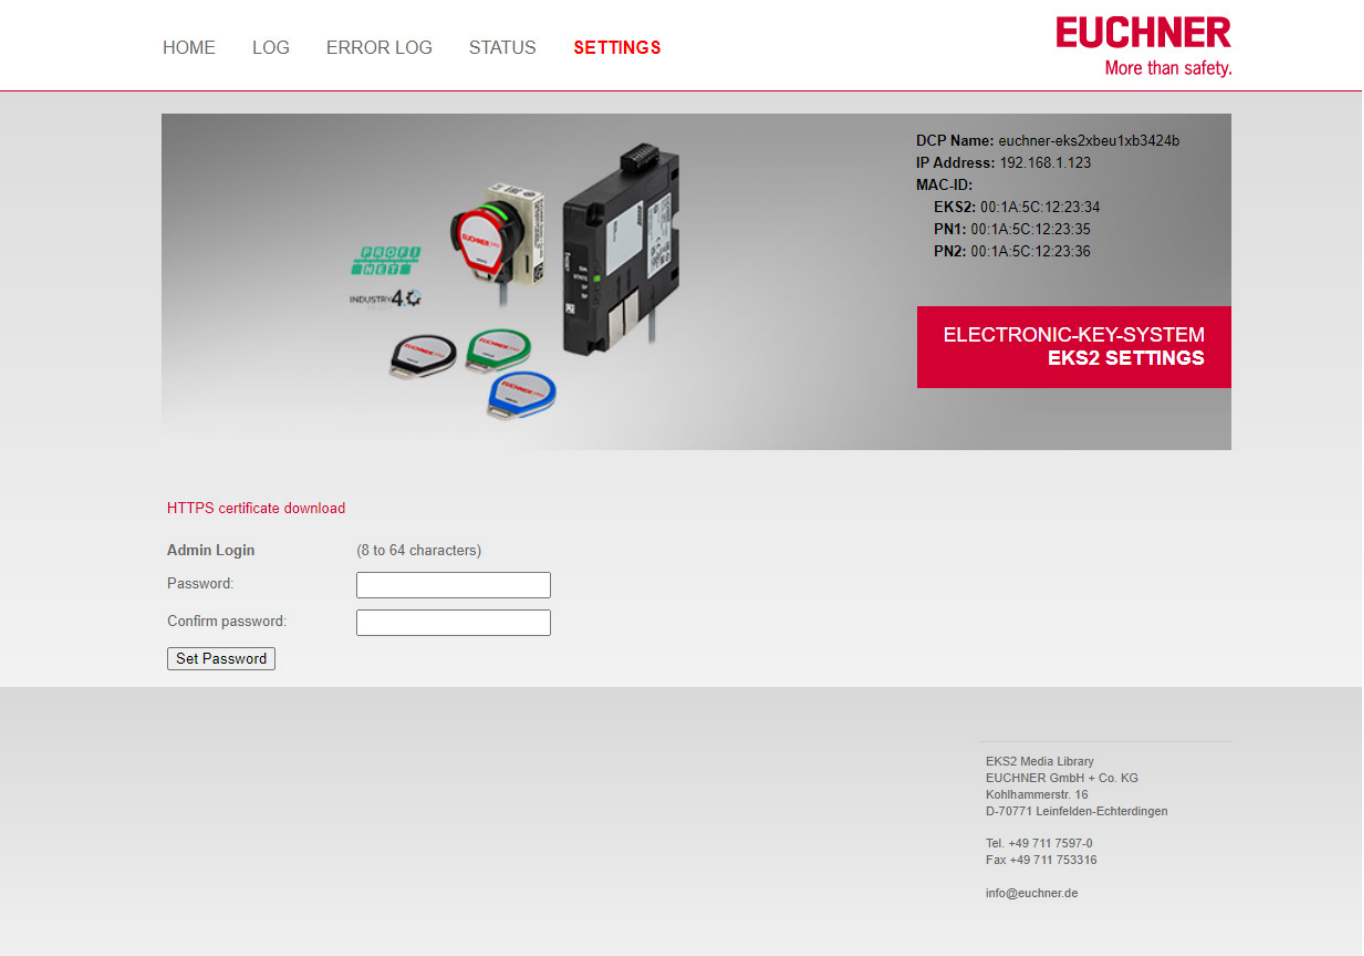 HOME LOG ERROR LOG STATUS SETTINGS
EUCHNER
More than safety.
DCP Name: euchner-eks2xbeu1xb3424b
IP Address: 192.168.1.123
MAC-ID:
EKS2: 00:1A:5C:12:23:34
PN1: 00:1A:5C:12:23:35
PN2: 00:1A:5C:12:23:36
PROFI
NET
INDUSTRY 4.0
EUCHNER
EUCHNER
EUCHNER
EUCHNER
ELECTRONIC-KEY-SYSTEM
EKS2 SETTINGS
HTTPS certificate download
Admin Login (8 to 64 characters)
Password:
Confirm password:
Set Password
EKS2 Media Library
EUCHNER GmbH + Co. KG
Kohlhammerstr. 16
D-70771 Leinfelden-Echterdingen
Tel. +49 711 7597-0
Fax +49 711 753316
info@euchner.de